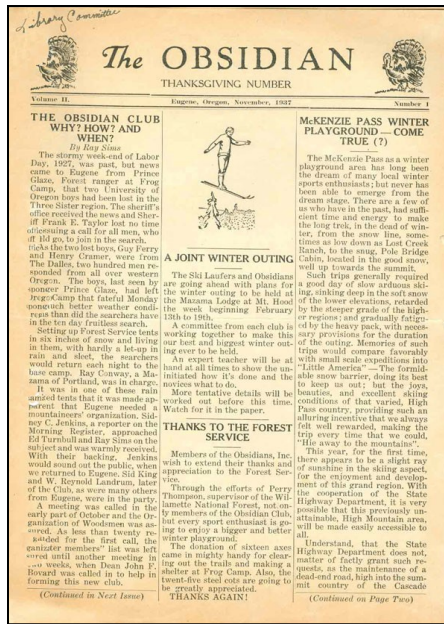 Library Committee
The OBSIDIAN
THANKSGIVING NUMBER
Volume II.
Eugene, Oregon, November, 1937
Number 1
THE OBSIDIAN CLUB
WHY? HOW? AND
WHEN?
By Ray Sims
The stormy week-end of Labor
Day, 1927, was past, but news
came to Eugene from Prince
Glaze, Forest ranger at Frog
Camp, that two University of
Oregon boys had been lost in the
Three Sister region. The sheriff's
office received the news and Sher-
iff Frank E. Taylor lost no time
issuing a call for all men, who
go, to join in the search.
the two lost boys, Guy Ferry
and Henry Cramer, were from
The Dalles, two hundred men re-
sponded from all over western
Oregon. The boys, last seen by
Prince Glaze, had left
Camp that fateful Monday
much better weather condi-
than did the searchers have
in the ten day fruitless search.
Setting up Forest Service tents
in six inches of snow and living
in them, with hardly a let-up in
rain and sleet, the searchers
would return each night to the
base camp. Ray Conway, a Ma-
zama of Portland, was in charge.
It was in one of these rain
tents that it was made ap-
parent that Eugene needed a
mountaineers' organization. Sid-
ney C. Jenkins, a reporter on the
Morning Register, approached
Ed Turnbull and Ray Sims on the
subject and was warmly received.
With their backing, Jenkins
would sound out the public, when
we returned to Eugene. Sid King
and W. Reynold Landrum, later
of the Club, as were many others
from Eugene, were in the party.
A meeting was called in the
early part of October and the Or-
ganization of Woodsmen was as-
sured. As less than twenty re-
for the first call, the
members" list was left
until another meeting in
weeks, when Dean John F.
Bovard was called in to help in
forming this new club.
(Continued in Next Issue)
A JOINT WINTER OUTING
The Ski Laufers and Obsidians
are going ahead with plans for
the winter outing to be held at
the Mazama Lodge at Mt. Hood
the week beginning February
13th to 19th.
A committee from each club is
working together to make this
our best and biggest winter out-
ing ever to be held.
An expert teacher will be at
hand at all times to show the un-
initiated how it's done and the
novices what to do.
More tentative details will be
worked out before this time.
Watch for it in the paper.
THANKS TO THE FOREST
SERVICE
Members of the Obsidians, Inc.
wish to extend their thanks and
appreciation to the Forest Ser-
vice.
Through the efforts of Perry
Thompson, supervisor of the Wil-
lamette National Forest, not on-
ly members of the Obsidian Club,
but every sport enthusiast is go-
ing to enjoy a bigger and better
winter playground.
The donation of sixteen axes
came in mighty handy for clear-
ing out the trails and making a
shelter at Frog Camp. Also, the
twenty-five steel cots are going to
be greatly appreciated.
THANKS AGAIN!
McKENZIE PASS WINTER
PLAYGROUND — COME
TRUE (?)
The McKenzie Pass as a winter
playground area has long been
the dream of many local winter
sports enthusiasts; but never has
been able to emerge from the
dream stage. There are a few of
us who have in the past, had suffi-
cient time and energy to make
the long trek, in the dead of win-
ter, from the snow line, some-
times as low down as Lost Creek
Ranch, to the snug, Pole Bridge
Cabin, located in the good snow,
well up towards the summit.
Such trips generally required
a good day of slow arduous ski-
ing, sinking deep in the soft snow
of the lower elevations, retarded
by the steeper grade of the high-
er regions; and gradually fatigu-
ed by the heavy pack, with neces-
sary provisions for the duration
of the outing. Memories of such
trips would compare favorably
with small scale expeditions into
"Little America" — The formid-
able snow barrier, doing its best
to keep us out; but the joys,
beauties, and excellent skiing
conditions of that varied, High
Pass country, providing such an
alluring incentive that we always
felt well rewarded, making the
trip every time that we could,
"Hie away to the mountains".
This year, for the first time,
there appears to be a slight ray
of sunshine in the skiing aspect,
for the enjoyment and develop-
ment of this grand region. With
the cooperation of the State
Highway Department, it is very
possible that this previously un-
attainable, High Mountain area,
will be made easily accessible to
all.
Understand, that the State
Highway Department does not,
matter of factly grant such re-
quests, as the maintenance of a
dead-end road, high into the sum-
mit country of the Cascade
(Continued on Page Two)